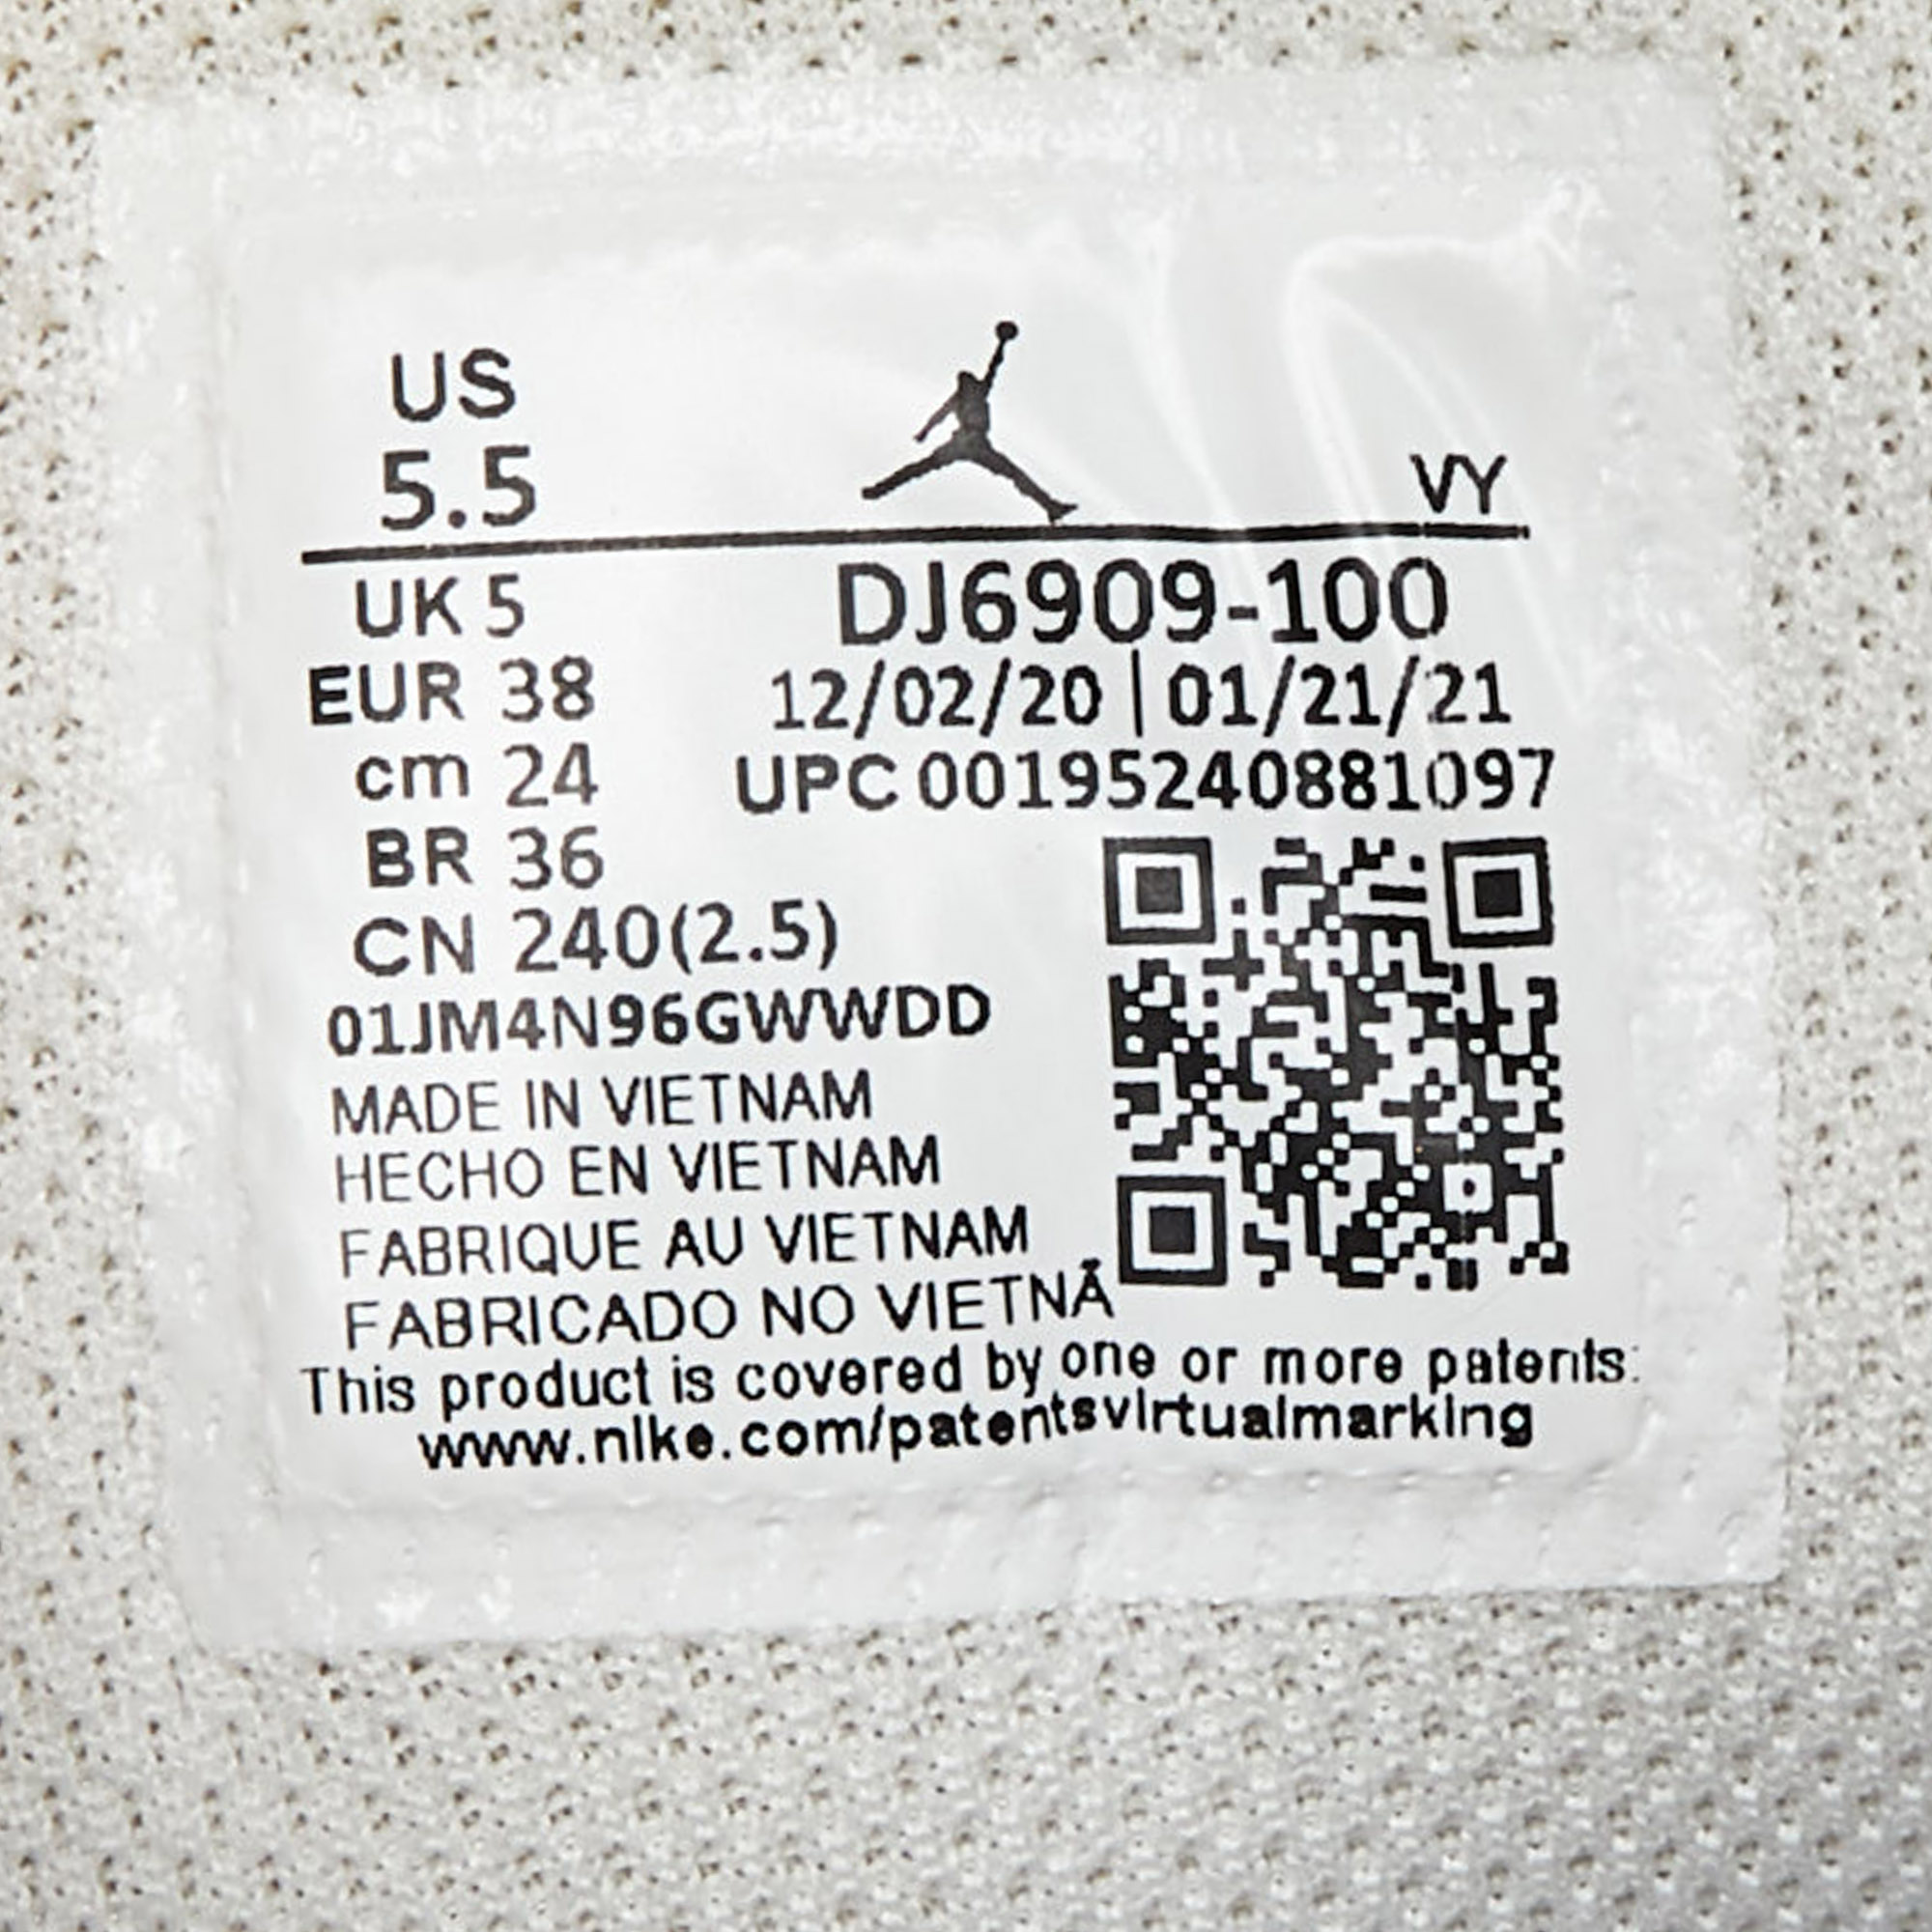 US
5.5
VY
UK 5
DJ6909-100
EUR 38
12/02/20 | 01/21/21
cm 24
UPC 00195240881097
BR 36
CN 240(2.5)
01JM4N96GWWDD
MADE IN VIETNAM
HECHO EN VIETNAM
FABRIQUE AU VIETNAM
FABRICADO NO VIETNÃ
This product is covered by one or more patents:
www.nike.com/patentsvirtualmarking